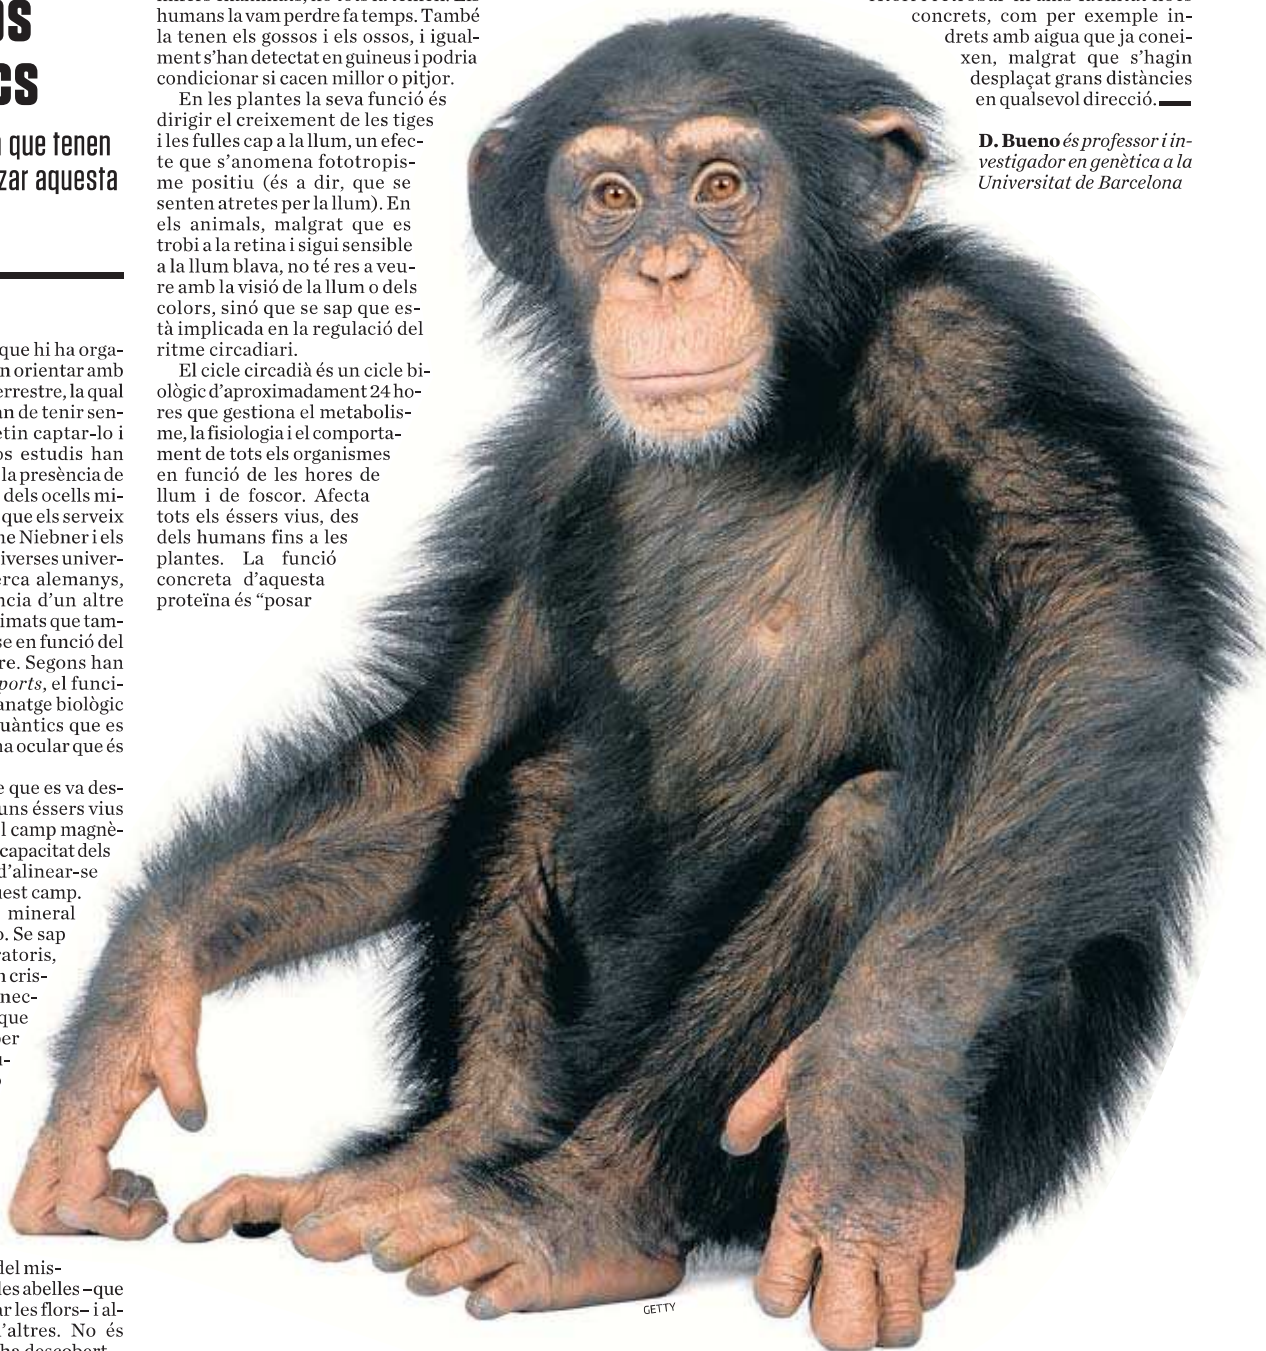 os
cs
que tenen
zar aquesta
que hi ha orga-
n orientar amb
errestre, la qual
an de tenir sen-
etin captar-lo i
os estudis han
la presència de
dels ocells mi-
que els serveix
ne Niebner i els
iverses univer-
erca alemanys,
ncia d'un altre
imats que tam-
se en funció del
re. Segons han
ports, el funci-
anatge biològic
uàntics que es
na ocular que és
e que es va des-
uns éssers vius
l camp magnè-
capacitat dels
d'alinear-se
uest camp.
mineral
o. Se sap
ratoris,
n cris-
nec-
que
per
u-
del mis-
les abelles –que
ar les flors– i al-
l'altres. No és
ha descobert
humans la vam perdre fa temps. També
la tenen els gossos i els ossos, i igual-
ment s'han detectat en guineus i podria
condicionar si cacen millor o pitjor.
En les plantes la seva funció és
dirigir el creixement de les tiges
i les fulles cap a la llum, un efec-
te que s'anomena fototropis-
me positiu (és a dir, que se
senten atretes per la llum). En
els animals, malgrat que es
trobi a la retina i sigui sensible
a la llum blava, no té res a veu-
re amb la visió de la llum o dels
colors, sinó que se sap que es-
tà implicada en la regulació del
ritme circadiari.
El cicle circadià és un cicle bi-
ològic d'aproximadament 24 ho-
res que gestiona el metabolis-
me, la fisiologia i el comporta-
ment de tots els organismes
en funció de les hores de
llum i de foscor. Afecta
tots els éssers vius, des
dels humans fins a les
plantes. La funció
concreta d'aquesta
proteïna és "posar
concrets, com per exemple in-
drets amb aigua que ja conei-
xen, malgrat que s'hagin
desplaçat grans distàncies
en qualsevol direcció.
D. Bueno és professor i in-
vestigador en genètica a la
Universitat de Barcelona
GETTY